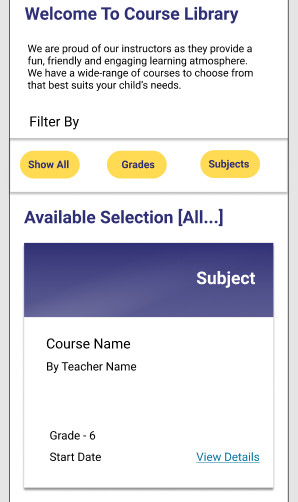 Welcome To Course Library
We are proud of our instructors as they provide a
fun, friendly and engaging learning atmosphere.
We have a wide-range of courses to choose from
that best suits your child's needs.
Filter By
Show All
Grades
Subjects
Available Selection [All...]
Subject
Course Name
By Teacher Name
Grade - 6
Start Date
View Details